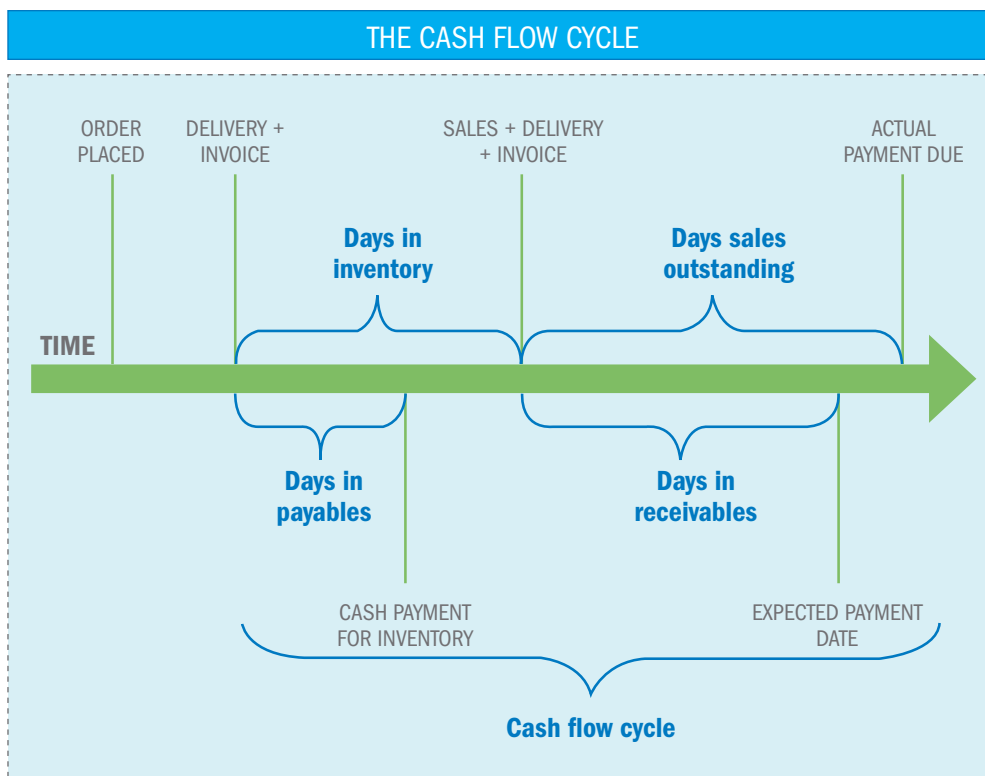 THE CASH FLOW CYCLE
ORDER
PLACED
DELIVERY +
INVOICE
SALES + DELIVERY
+ INVOICE
ACTUAL
PAYMENT DUE
Days in
inventory
Days sales
outstanding
TIME
Days in
payables
Days in
receivables
CASH PAYMENT
FOR INVENTORY
EXPECTED PAYMENT
DATE
Cash flow cycle